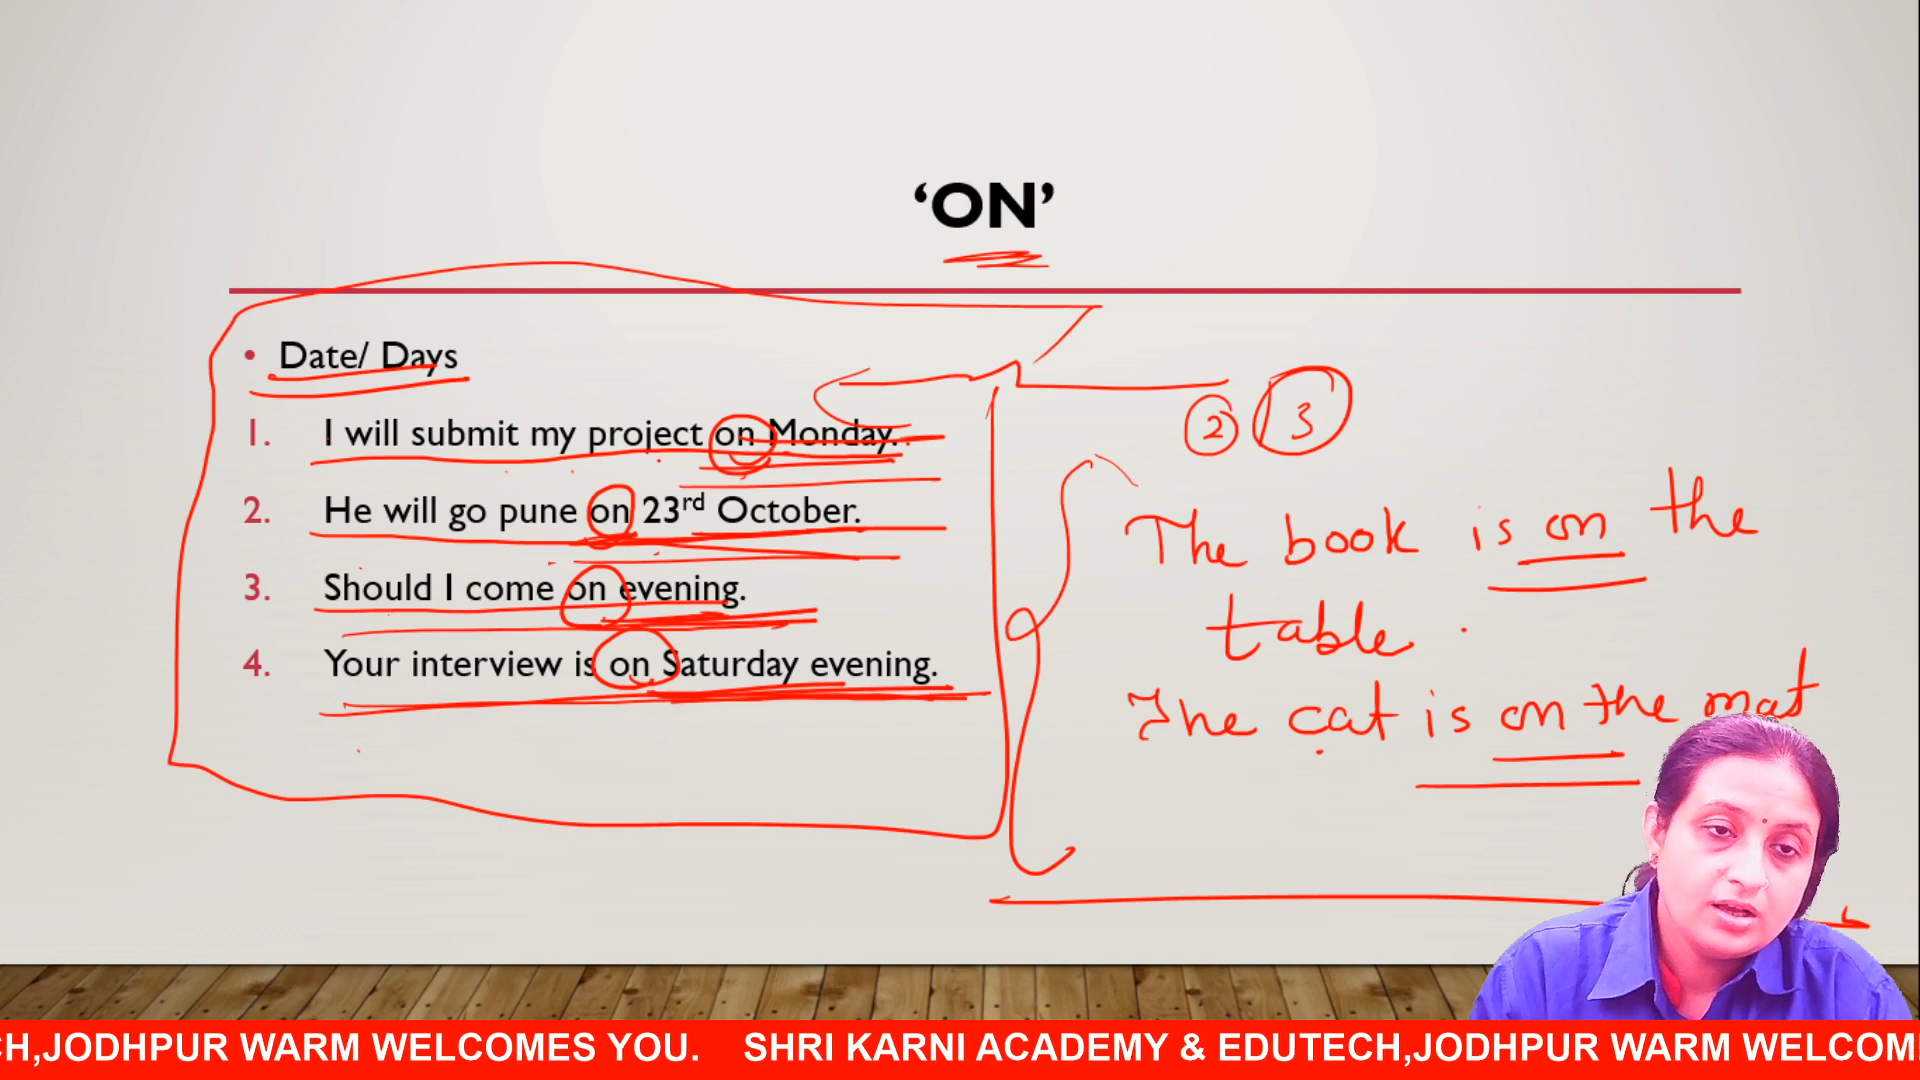 ‘ON’
• Date/ Days
1. I will submit my project on Monday.
2. He will go pune on 23rd October.
3. Should I come on evening.
4. Your interview is on Saturday evening.
2 3
The book is on the
table.
The cat is on the mat
CH,JODHPUR WARM WELCOMES YOU. SHRI KARNI ACADEMY & EDUTECH,JODHPUR WARM WELCOM